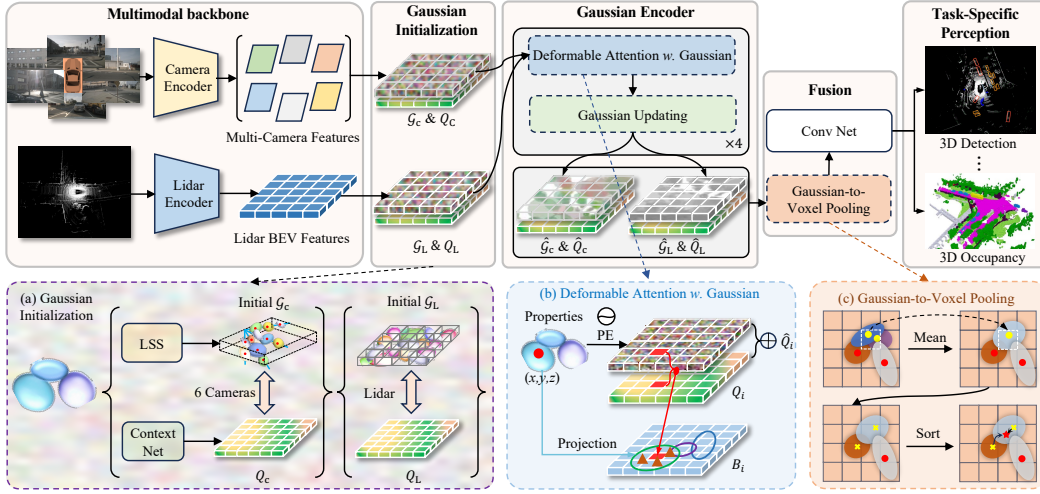 Multimodal backbone
Camera
Encoder
Multi-Camera Features
Lidar
Encoder
Lidar BEV Features
Gaussian
Initialization
𝒢c & QC
𝒢L & QL
Gaussian Encoder
Deformable Attention w. Gaussian
Gaussian Updating
×4
𝒢̂c & Q̂c
𝒢̂L & Q̂L
Fusion
Conv Net
Gaussian-to-
Voxel Pooling
Task-Specific
Perception
3D Detection
⋮
3D Occupancy
(a) Gaussian
Initialization
LSS
Context
Net
Initial 𝒢c
6 Cameras
Qc
Initial 𝒢L
Lidar
QL
(b) Deformable Attention w. Gaussian
Properties
PE
(x,y,z)
Q̂i
Qi
Projection
Bi
(c) Gaussian-to-Voxel Pooling
Mean
Sort